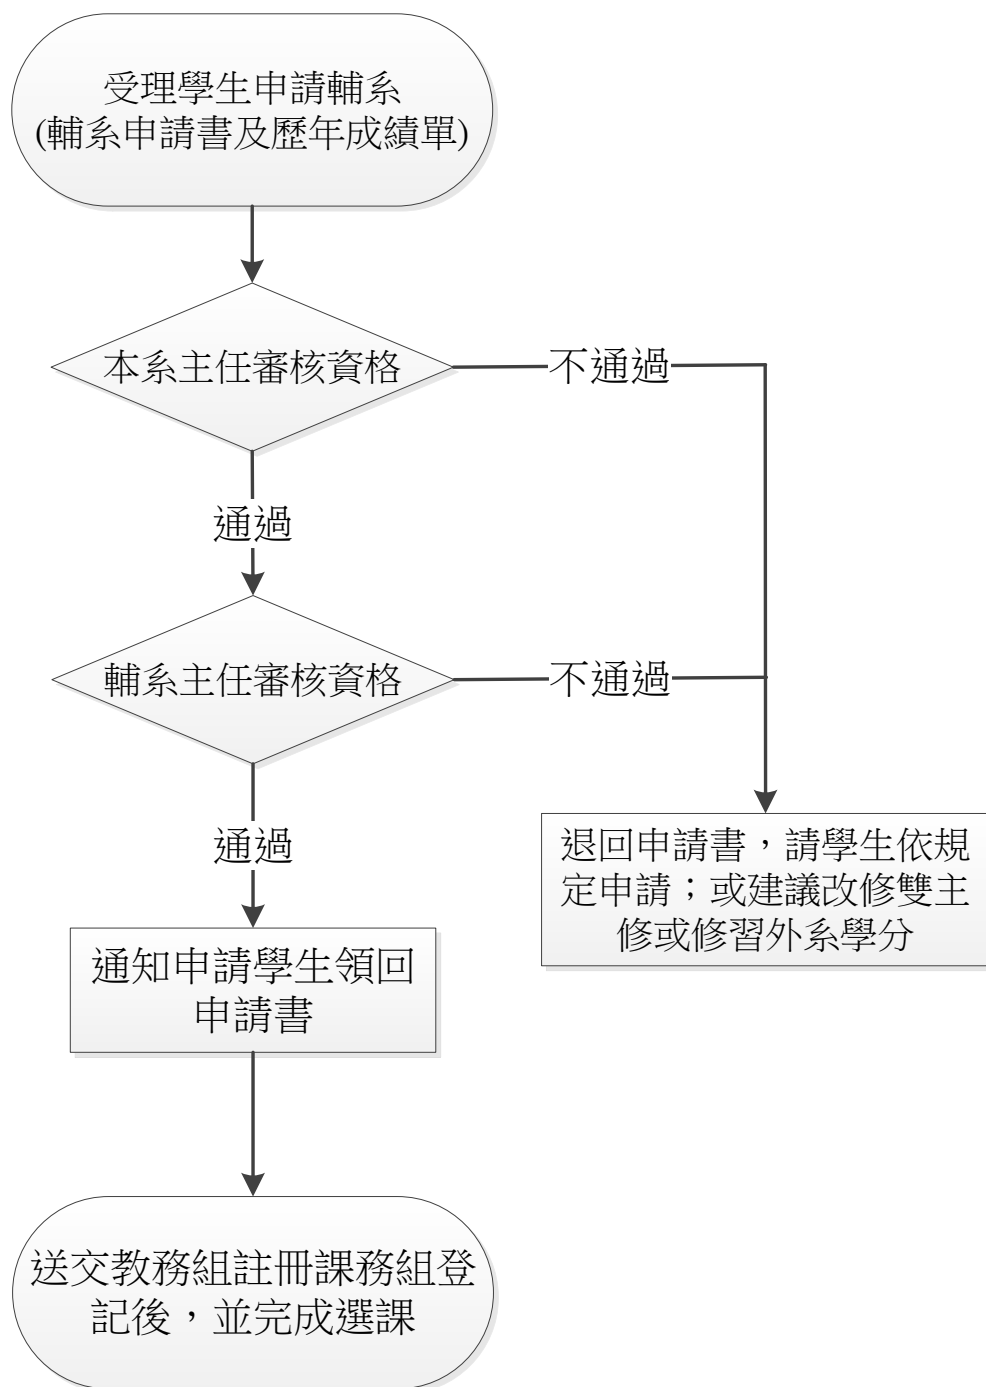 受理學生申請輔系
(輔系申請書及歷年成績單)
本系主任審核資格
不通過
通過
輔系主任審核資格
不通過
通過
退回申請書，請學生依規
定申請；或建議改修雙主
修或修習外系學分
通知申請學生領回
申請書
送交教務組註冊課務組登
記後，並完成選課